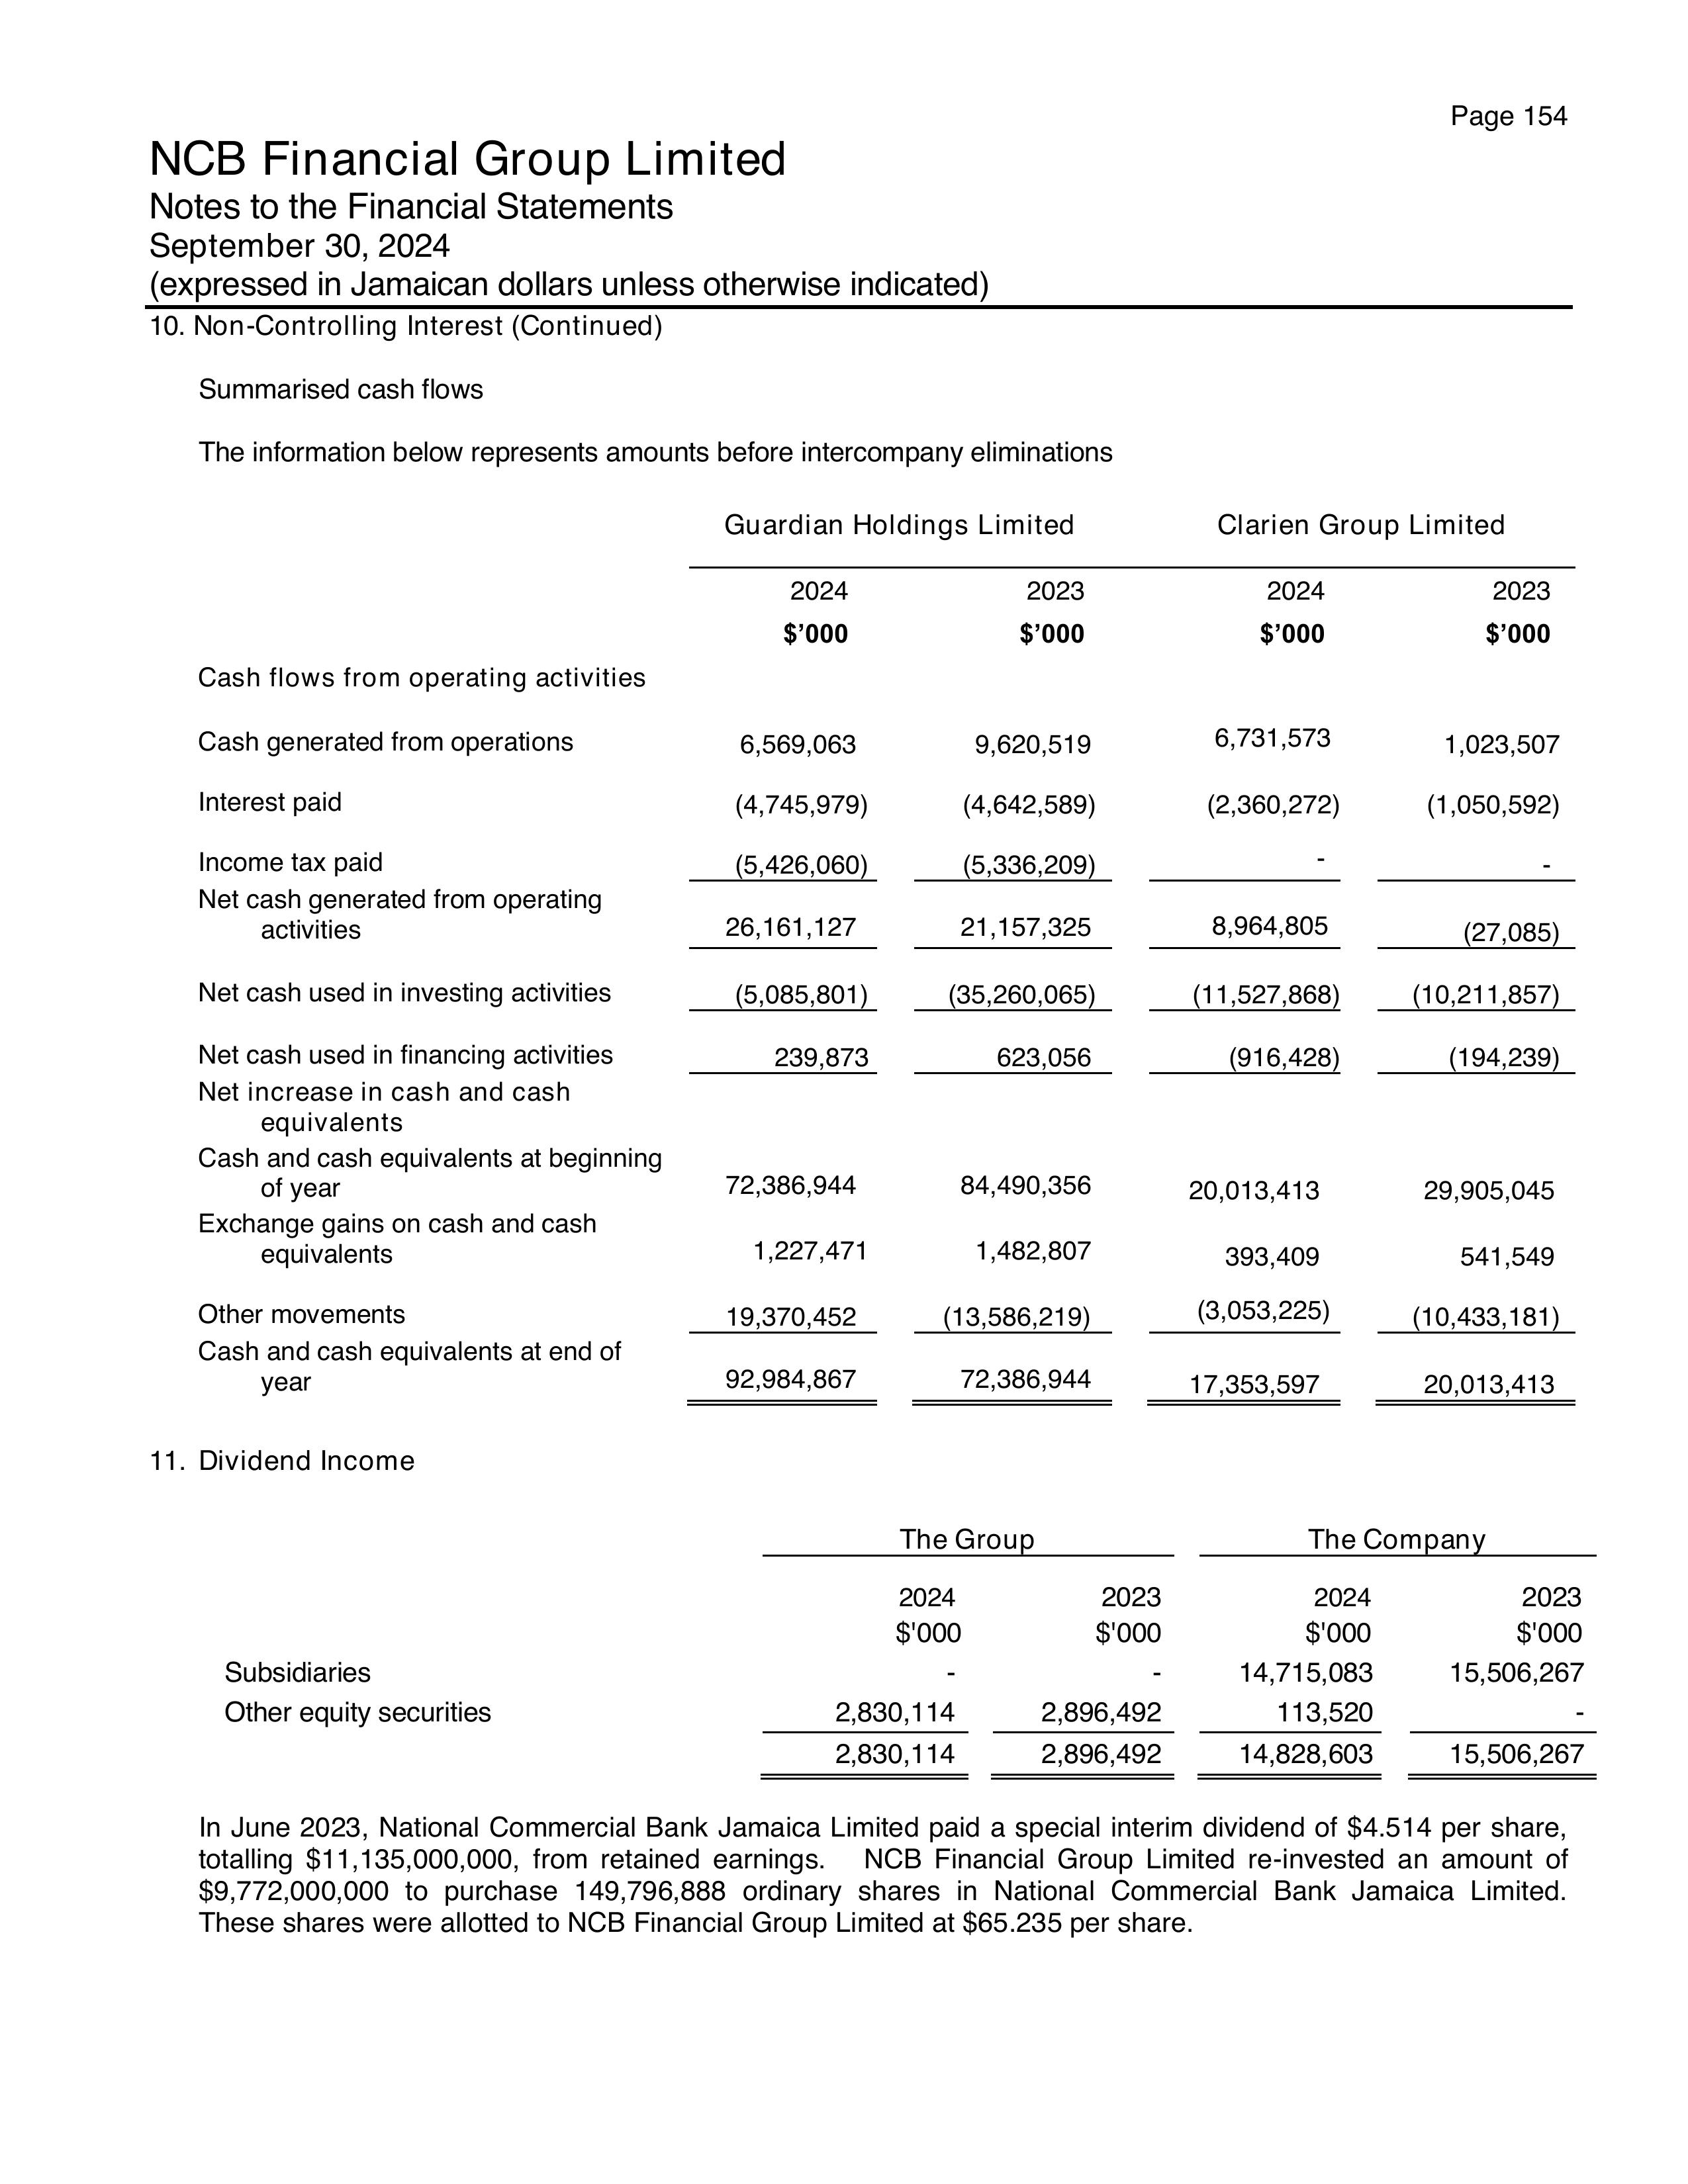 Page 154
NCB Financial Group Limited
Notes to the Financial Statements
September 30, 2024
(expressed in Jamaican dollars unless otherwise indicated)
10. Non-Controlling Interest (Continued)
Summarised cash flows
The information below represents amounts before intercompany eliminations
Guardian Holdings Limited Clarien Group Limited
2024 2023 2024 2023
$’000 $’000 $’000 $’000
Cash flows from operating activities
Cash generated from operations 6,569,063 9,620,519 6,731,573 1,023,507
Interest paid (4,745,979) (4,642,589) (2,360,272) (1,050,592)
Income tax paid (5,426,060) (5,336,209) - -
Net cash generated from operating
activities 26,161,127 21,157,325 8,964,805 (27,085)
Net cash used in investing activities (5,085,801) (35,260,065) (11,527,868) (10,211,857)
Net cash used in financing activities 239,873 623,056 (916,428) (194,239)
Net increase in cash and cash
equivalents
Cash and cash equivalents at beginning
of year 72,386,944 84,490,356 20,013,413 29,905,045
Exchange gains on cash and cash
equivalents 1,227,471 1,482,807 393,409 541,549
Other movements 19,370,452 (13,586,219) (3,053,225) (10,433,181)
Cash and cash equivalents at end of
year 92,984,867 72,386,944 17,353,597 20,013,413
11. Dividend Income
The Group The Company
2024 2023 2024 2023
$'000 $'000 $'000 $'000
Subsidiaries - - 14,715,083 15,506,267
Other equity securities 2,830,114 2,896,492 113,520 -
2,830,114 2,896,492 14,828,603 15,506,267
In June 2023, National Commercial Bank Jamaica Limited paid a special interim dividend of $4.514 per share,
totalling $11,135,000,000, from retained earnings. NCB Financial Group Limited re-invested an amount of
$9,772,000,000 to purchase 149,796,888 ordinary shares in National Commercial Bank Jamaica Limited.
These shares were allotted to NCB Financial Group Limited at $65.235 per share.